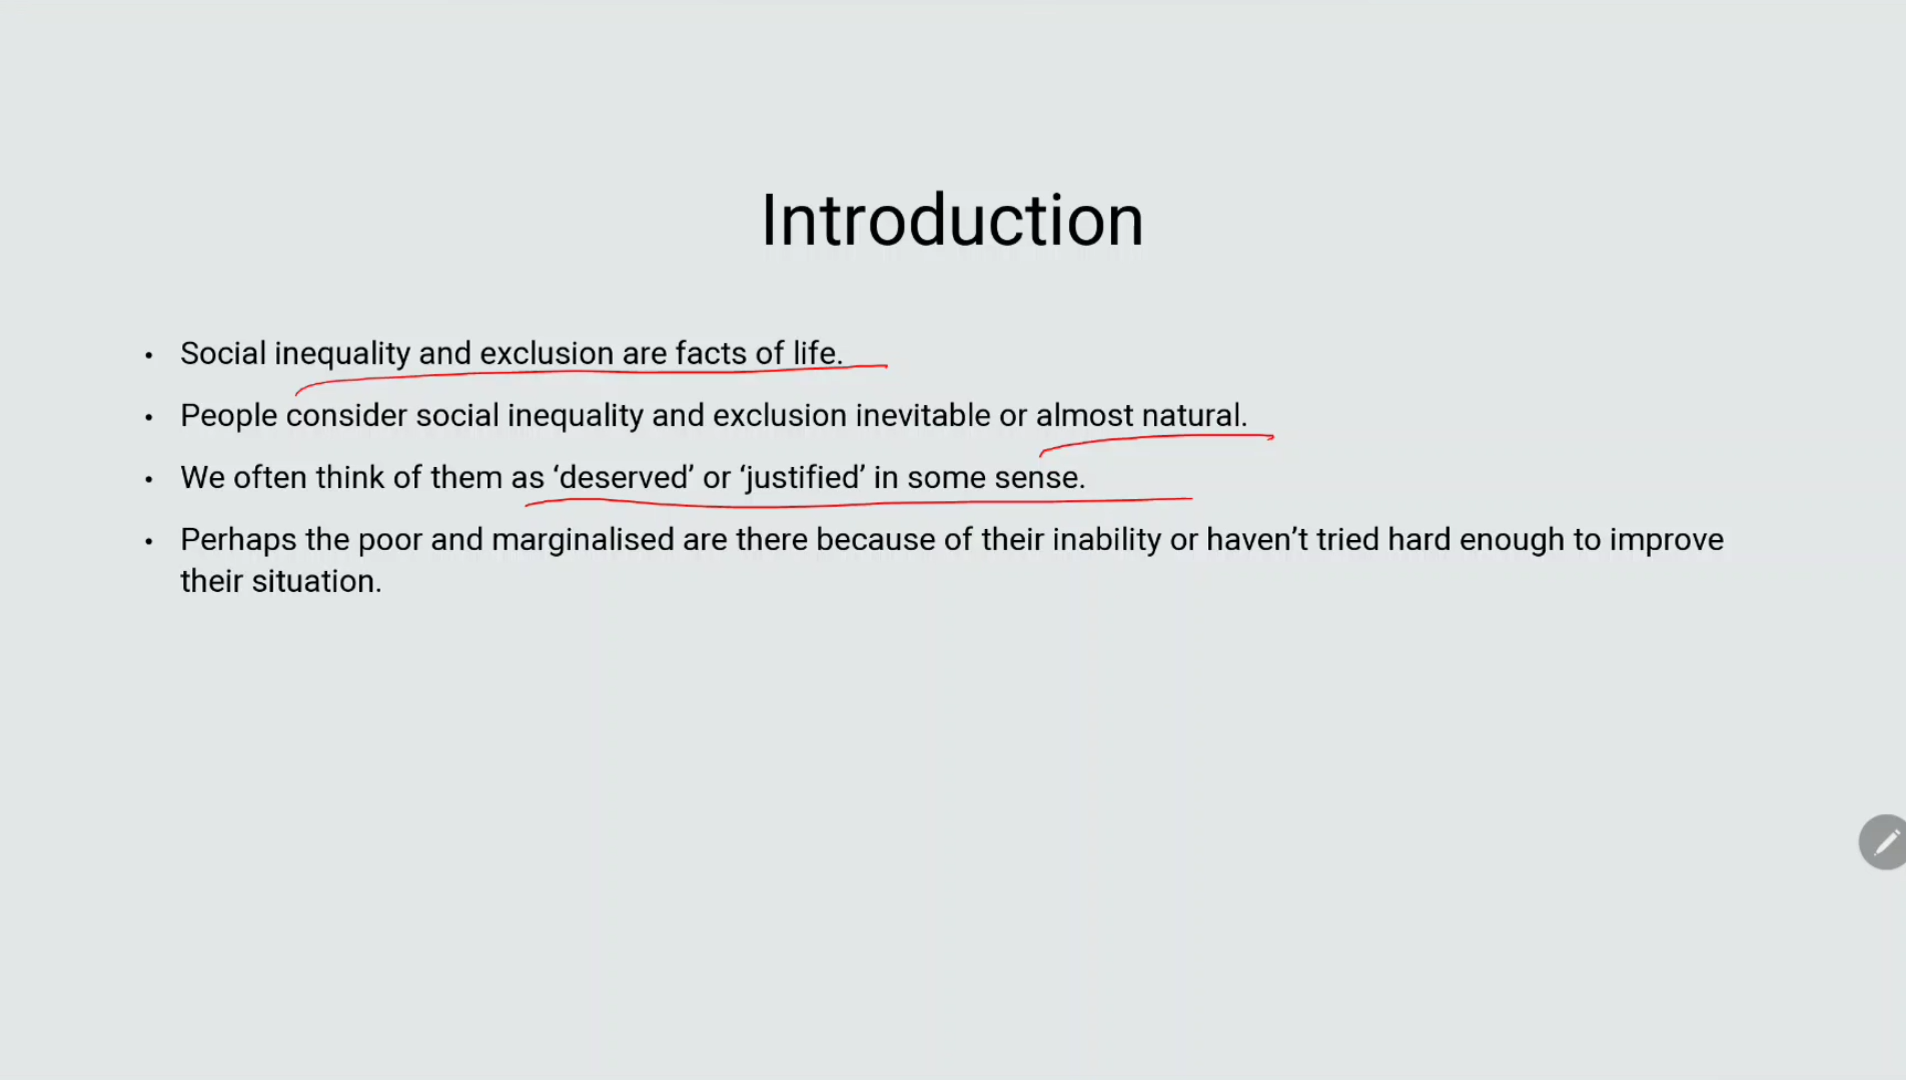 Introduction
• Social inequality and exclusion are facts of life.
• People consider social inequality and exclusion inevitable or almost natural.
• We often think of them as ‘deserved’ or ‘justified’ in some sense.
• Perhaps the poor and marginalised are there because of their inability or haven’t tried hard enough to improve
their situation.